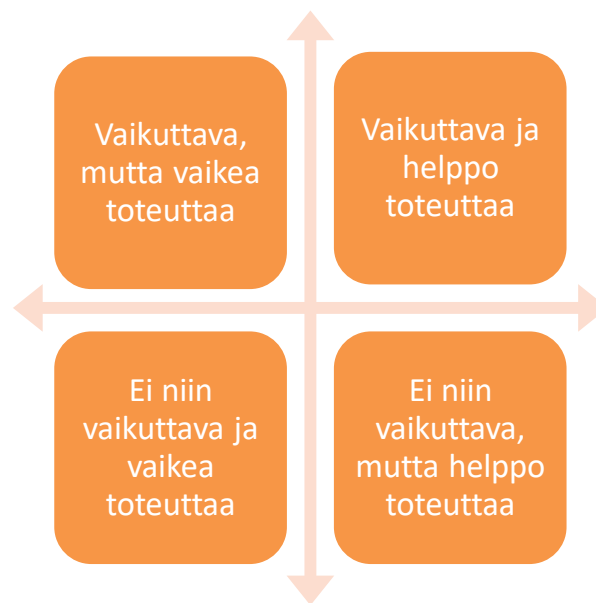 Vaikuttava,
mutta vaikea
toteuttaa
Vaikuttava ja
helppo
toteuttaa
Ei niin
vaikuttava ja
vaikea
toteuttaa
Ei niin
vaikuttava,
mutta helppo
toteuttaa